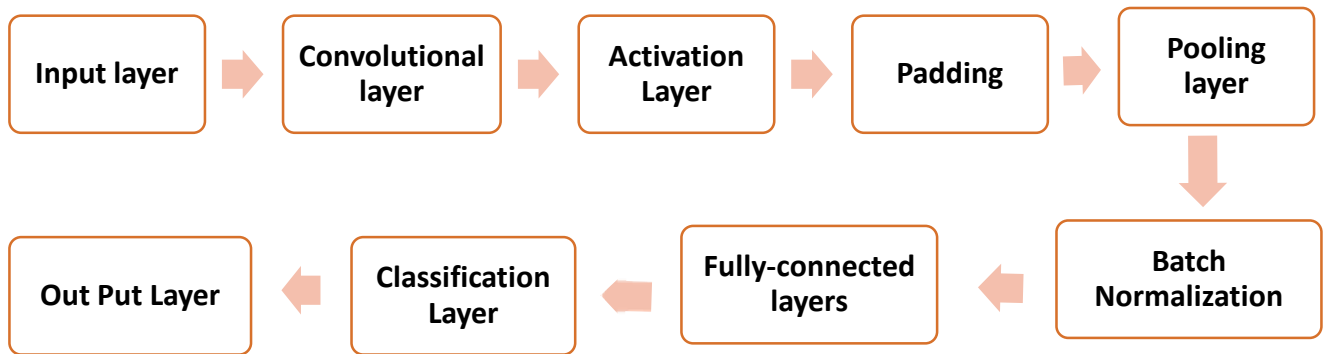 Input layer
Convolutional
layer
Activation
Layer
Padding
Pooling
layer
Batch
Normalization
Fully-connected
layers
Classification
Layer
Out Put Layer